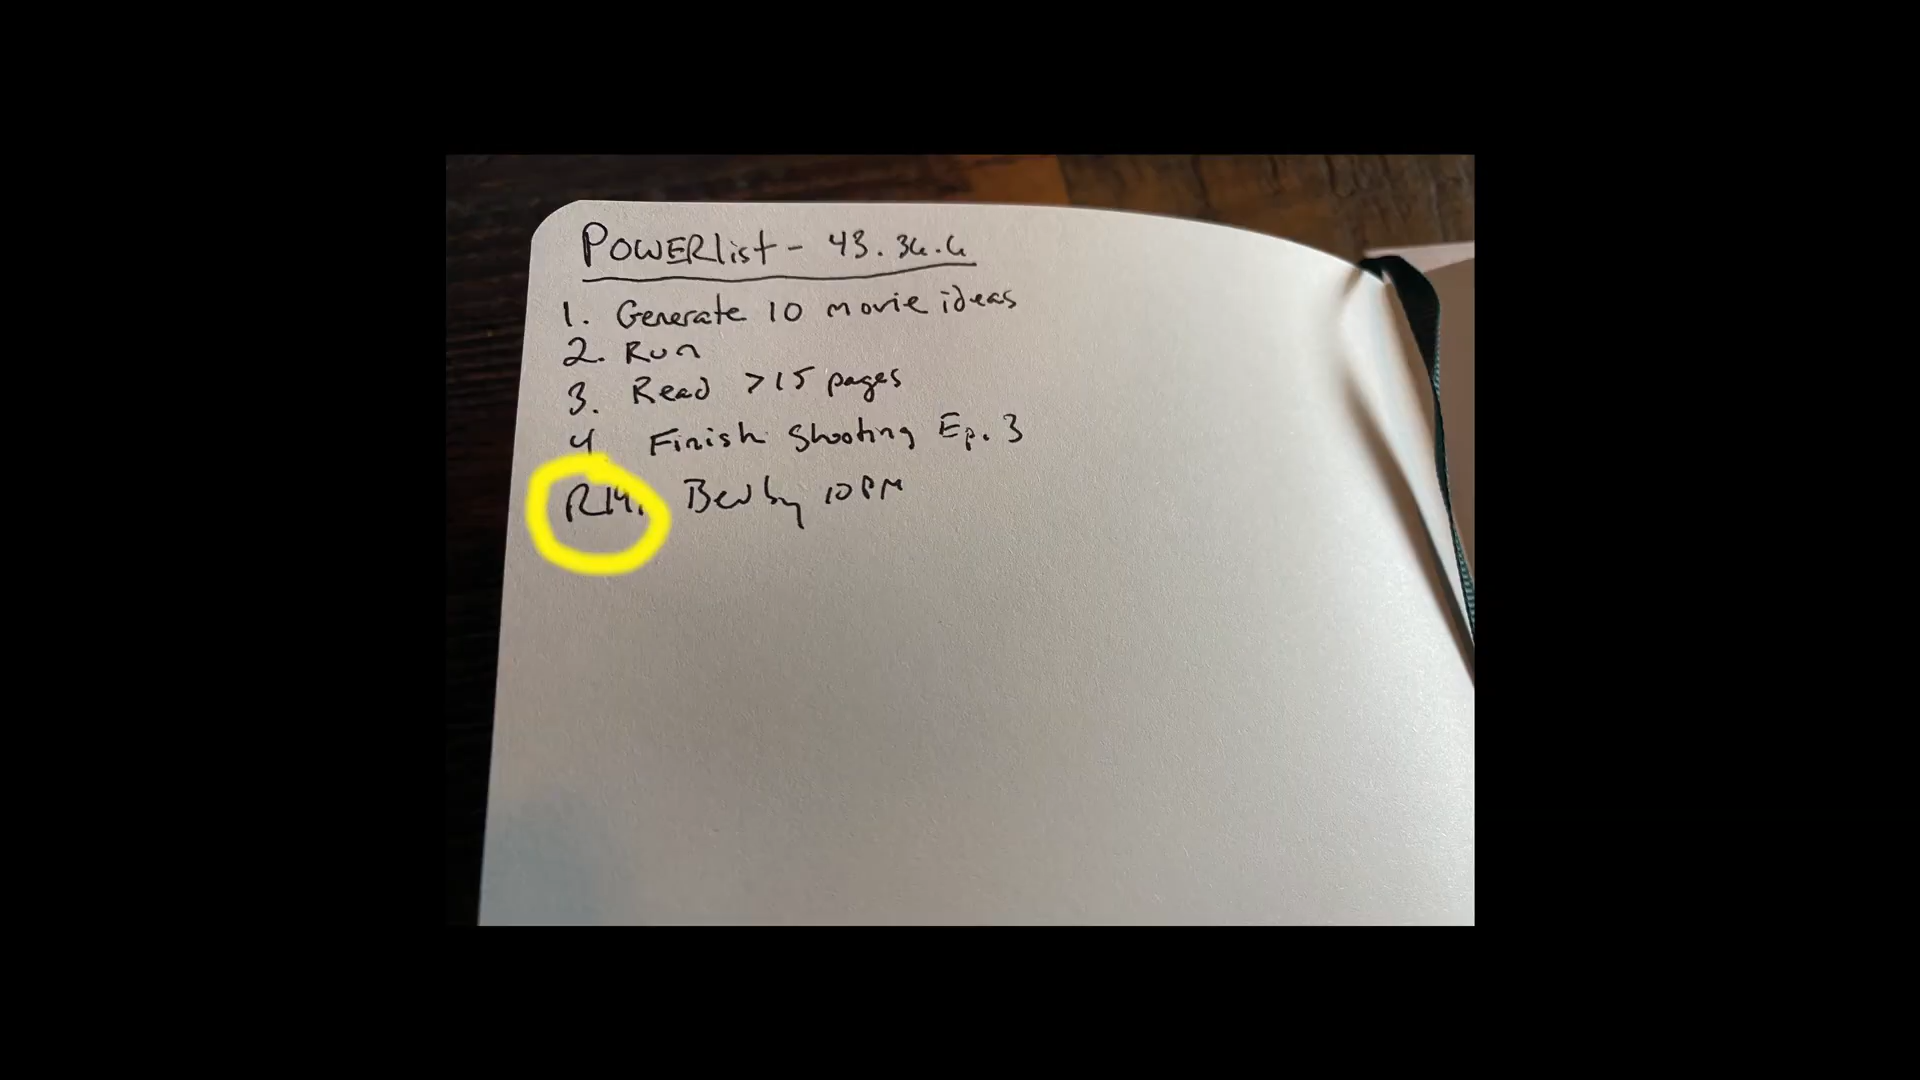 POWERlist - 43.36.6
1. Generate 10 movie ideas
2. Run
3. Read >15 pages
4 Finish Shooting Ep. 3
R14. Bed by 10PM